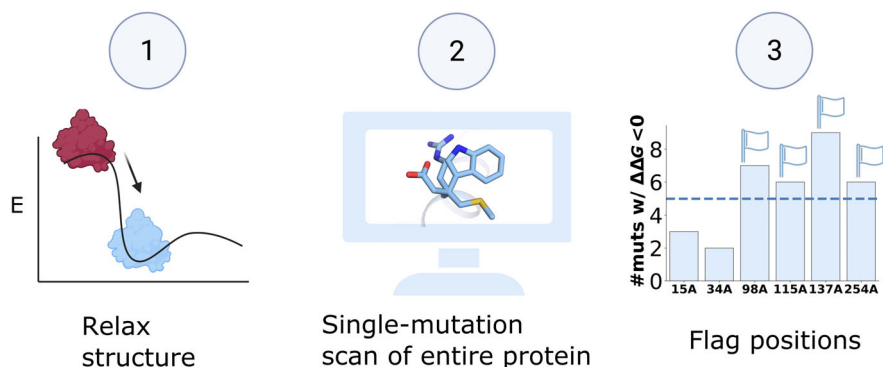 1
2
3
E
#muts w/ ΔΔG <0
8
6
4
2
0
15A 34A 98A 115A 137A 254A
Relax
structure
Single-mutation
scan of entire protein
Flag positions